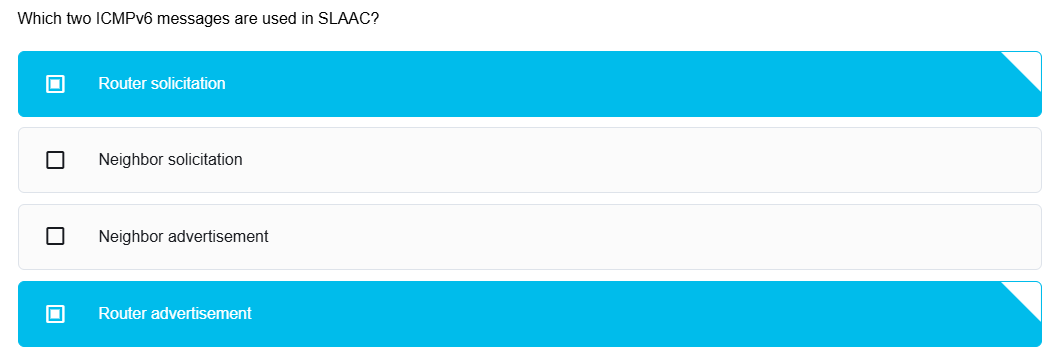 Which two ICMPv6 messages are used in SLAAC?
Router solicitation
Neighbor solicitation
Neighbor advertisement
Router advertisement